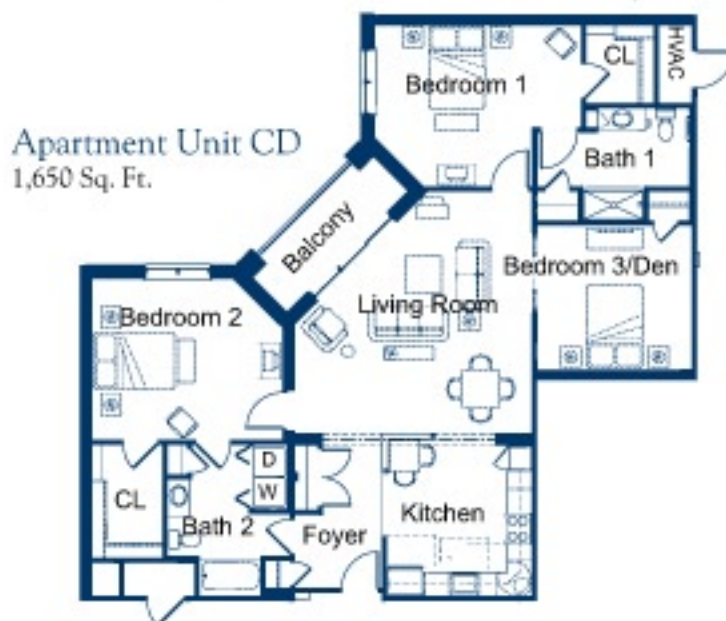 Apartment Unit CD
1,650 Sq. Ft.
Bedroom 1
CL
HVAC
Bath 1
Balcony
Bedroom 3/Den
Living Room
Bedroom 2
D
W
CL
Bath 2
Foyer
Kitchen